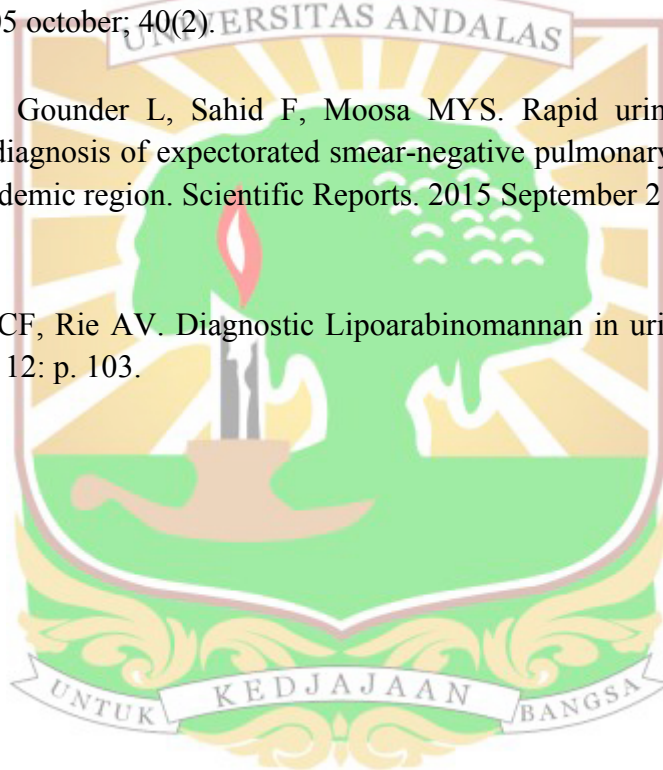 05 october; 40(2).
UNIVERSITAS ANDALAS
Gounder L, Sahid F, Moosa MYS. Rapid urin
diagnosis of expectorated smear-negative pulmonary
demic region. Scientific Reports. 2015 September 2
CF, Rie AV. Diagnostic Lipoarabinomannan in uri
12: p. 103.
UNTUK KEDJAJAAN BANGSA